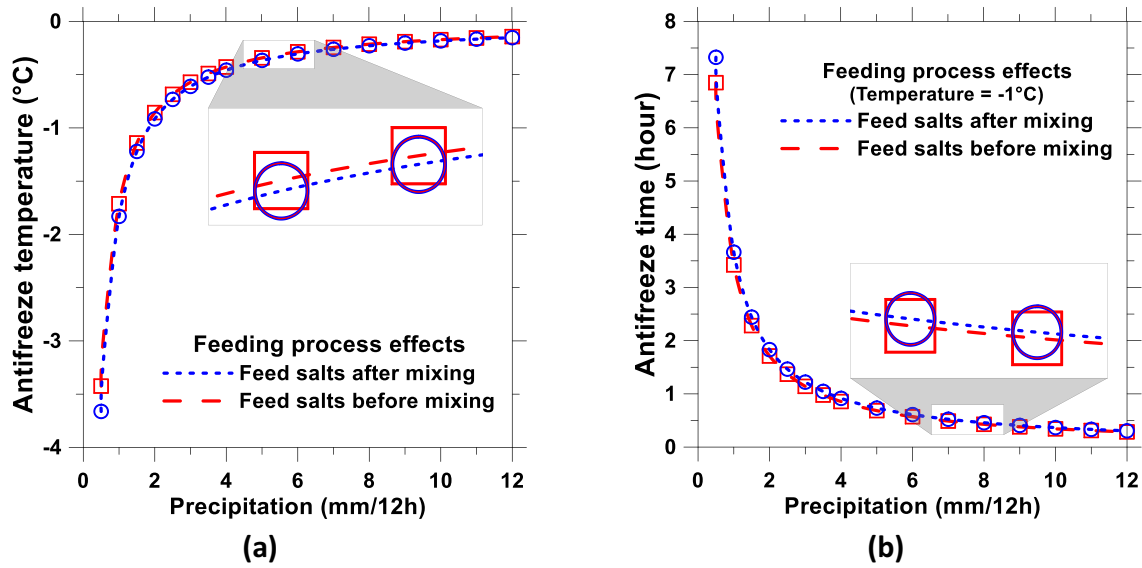 0
-1
-2
-3
-4
Antifreeze temperature (°C)
Feeding process effects
Feed salts after mixing
Feed salts before mixing
0 2 4 6 8 10 12
Precipitation (mm/12h)
(a)
8
7
6
5
4
3
2
1
0
Antifreeze time (hour)
Feeding process effects
(Temperature = -1°C)
Feed salts after mixing
Feed salts before mixing
0 2 4 6 8 10 12
Precipitation (mm/12h)
(b)